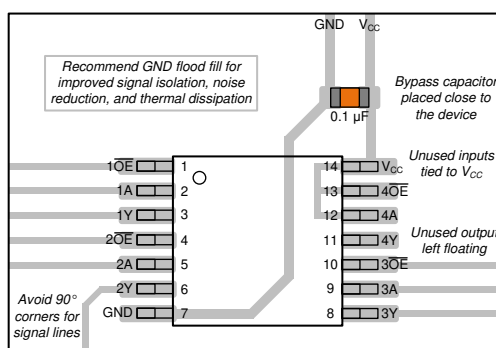 GND VCC
Recommend GND flood fill for
improved signal isolation, noise
reduction, and thermal dissipation
0.1 µF
Bypass capacitor
placed close to
the device
Unused inputs
tied to VCC
1OE 1 14 VCC
1A 2 13 4OE
1Y 3 12 4A
2OE 4 11 4Y
Unused output
left floating
2A 5 10 3OE
2Y 6 9 3A
GND 7 8 3Y
Avoid 90°
corners for
signal lines